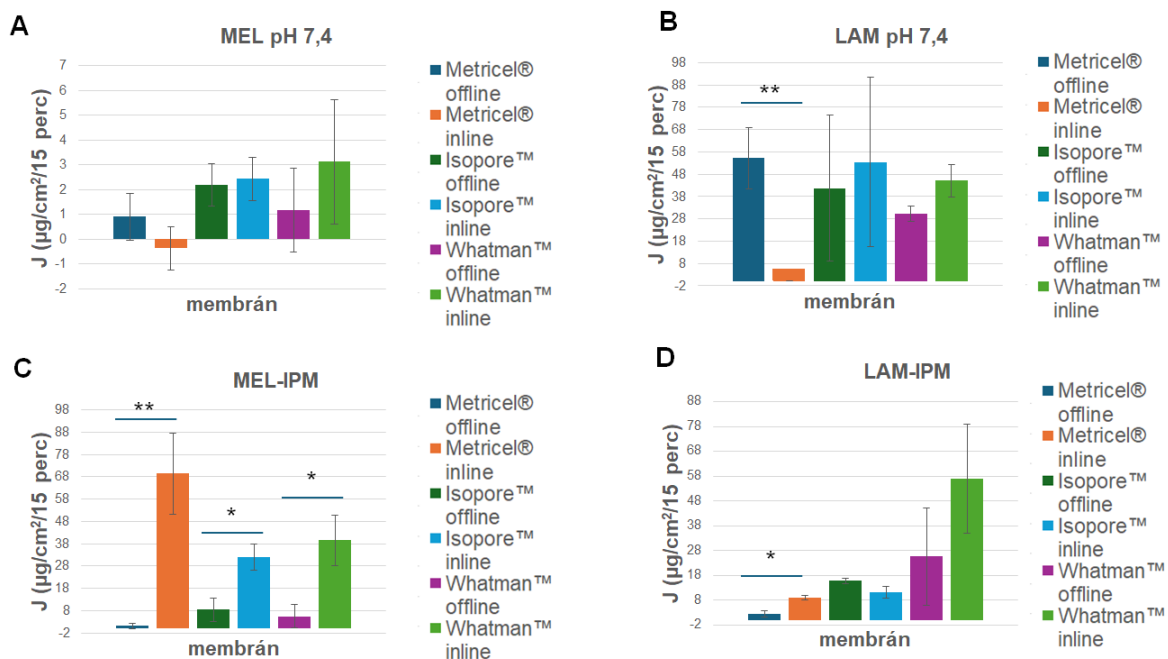 A
MEL pH 7,4
7
6
5
4
3
2
1
0
-1
-2
J (µg/cm²/15 perc)
membrán
Metricel®
offline
Metricel®
inline
Isopore™
offline
Isopore™
inline
Whatman™
offline
Whatman™
inline
B
LAM pH 7,4
98
88
78
68
58
48
38
28
18
8
-2
J (µg/cm²/15 perc)
**
membrán
Metricel®
offline
Metricel®
inline
Isopore™
offline
Isopore™
inline
Whatman™
offline
Whatman™
inline
C
MEL-IPM
98
88
78
68
58
48
38
28
18
8
-2
J (µg/cm²/15 perc)
**
*
*
membrán
Metricel®
offline
Metricel®
inline
Isopore™
offline
Isopore™
inline
Whatman™
offline
Whatman™
inline
D
LAM-IPM
88
78
68
58
48
38
28
18
8
-2
J (µg/cm²/15 perc)
*
membrán
Metricel®
offline
Metricel®
inline
Isopore™
offline
Isopore™
inline
Whatman™
offline
Whatman™
inline